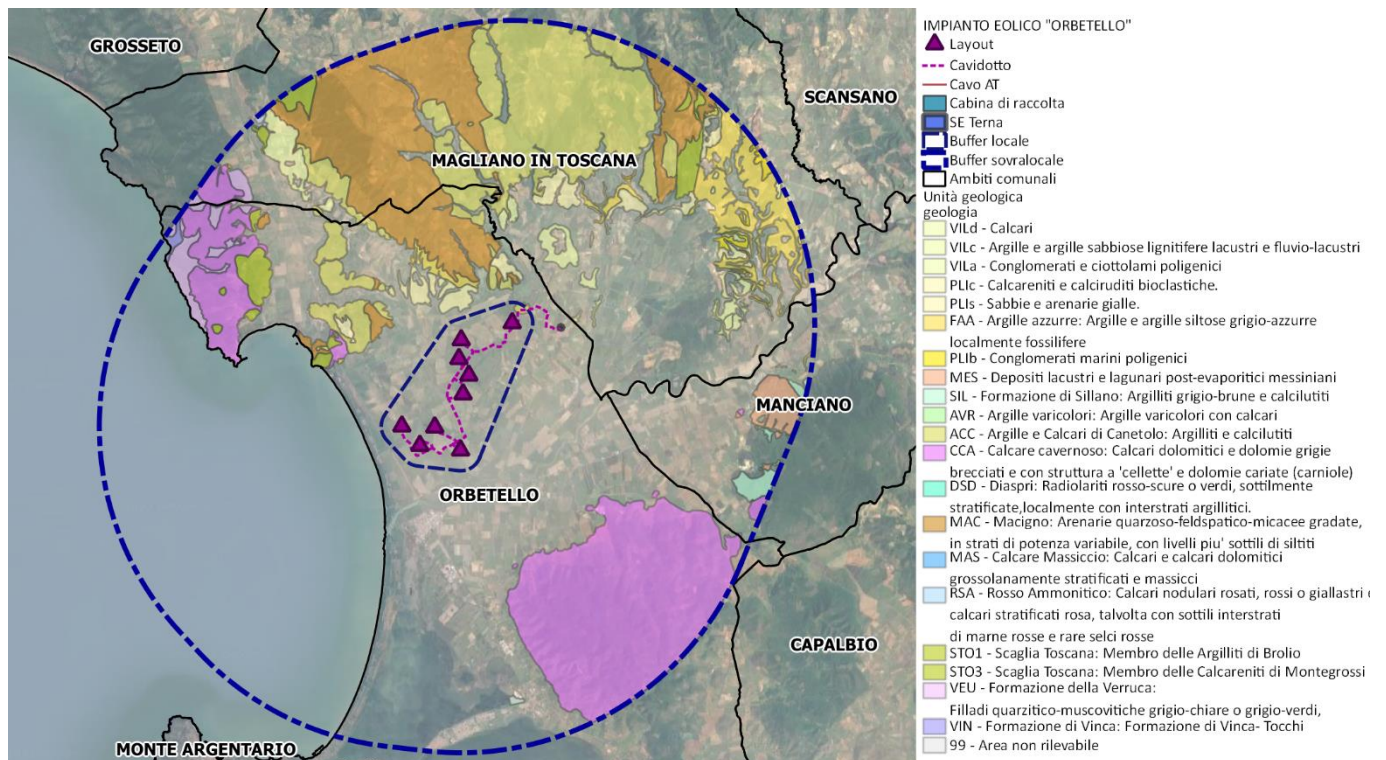 GROSSETO
SCANSANO
MAGLIANO IN TOSCANA
MANCIANO
ORBETELLO
CAPALBIO
MONTE ARGENTARIO
IMPIANTO EOLICO "ORBETELLO"
Layout
Cavidotto
Cavo AT
Cabina di raccolta
SE Terna
Buffer locale
Buffer sovralocale
Ambiti comunali
Unità geologica
geologia
VILd - Calcari
VILc - Argille e argille sabbiose lignitifere lacustri e fluvio-lacustri
VILa - Conglomerati e ciottolami poligenici
PLIc - Calcareniti e calciruditi bioclastiche.
PLIs - Sabbie e arenarie gialle.
FAA - Argille azzurre: Argille e argille siltose grigio-azzurre
localmente fossilifere
PLIb - Conglomerati marini poligenici
MES - Depositi lacustri e lagunari post-evaporitici messiniani
SIL - Formazione di Sillano: Argilliti grigio-brune e calcilutiti
AVR - Argille varicolori: Argille varicolori con calcari
ACC - Argille e Calcari di Canetolo: Argilliti e calcilutiti
CCA - Calcare cavernoso: Calcari dolomitici e dolomie grigie
brecciati e con struttura a 'cellette' e dolomie cariate (carniole)
DSD - Diaspri: Radiolariti rosso-scure o verdi, sottilmente
stratificate,localmente con interstrati argillitici.
MAC - Macigno: Arenarie quarzoso-feldspatico-micacee gradate,
in strati di potenza variabile, con livelli piu' sottili di siltiti
MAS - Calcare Massiccio: Calcari e calcari dolomitici
grossolanamente stratificati e massicci
RSA - Rosso Ammonitico: Calcari nodulari rosati, rossi o giallastri
calcari stratificati rosa, talvolta con sottili interstrati
di marne rosse e rare selci rosse
STO1 - Scaglia Toscana: Membro delle Argilliti di Brolio
STO3 - Scaglia Toscana: Membro delle Calcareniti di Montegrossi
VEU - Formazione della Verruca:
Filladi quarzitico-muscovitiche grigio-chiare o grigio-verdi,
VIN - Formazione di Vinca: Formazione di Vinca- Tocchi
99 - Area non rilevabile